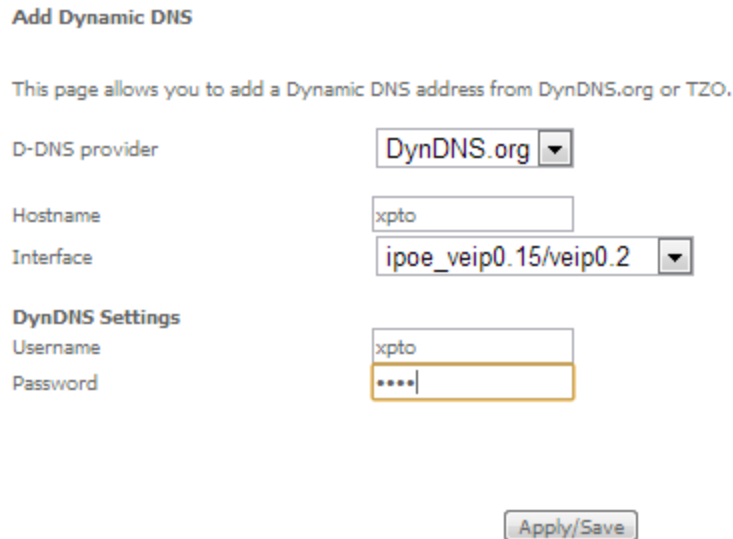 Add Dynamic DNS
This page allows you to add a Dynamic DNS address from DynDNS.org or TZO.
D-DNS provider DynDNS.org
Hostname xpto
Interface ipoe_veip0.15/veip0.2
DynDNS Settings
Username xpto
Password ••••
Apply/Save